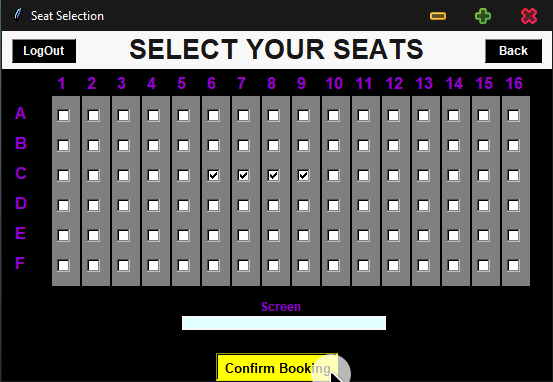 Seat Selection
LogOut SELECT YOUR SEATS Back
1 2 3 4 5 6 7 8 9 10 11 12 13 14 15 16
A
B
C
D
E
F
Screen
Confirm Booking